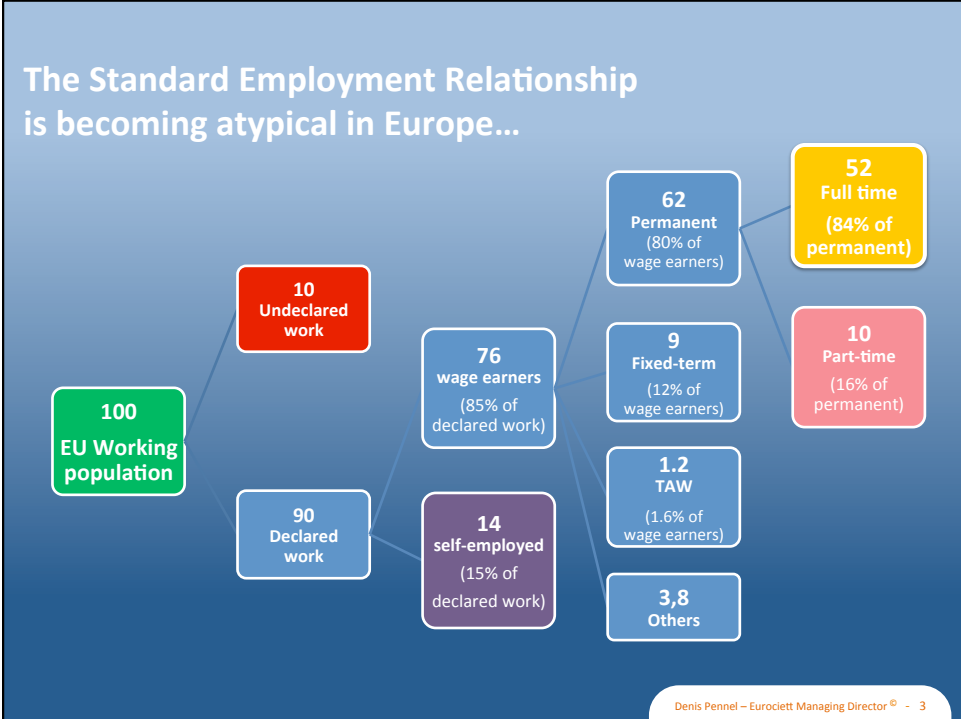 The Standard Employment Relationship
is becoming atypical in Europe…
100
EU Working
population
10
Undeclared
work
90
Declared
work
76
wage earners
(85% of
declared work)
14
self-employed
(15% of
declared work)
62
Permanent
(80% of
wage earners)
9
Fixed-term
(12% of
wage earners)
1.2
TAW
(1.6% of
wage earners)
3,8
Others
52
Full time
(84% of
permanent)
10
Part-time
(16% of
permanent)
Denis Pennel – Eurociett Managing Director © - 3